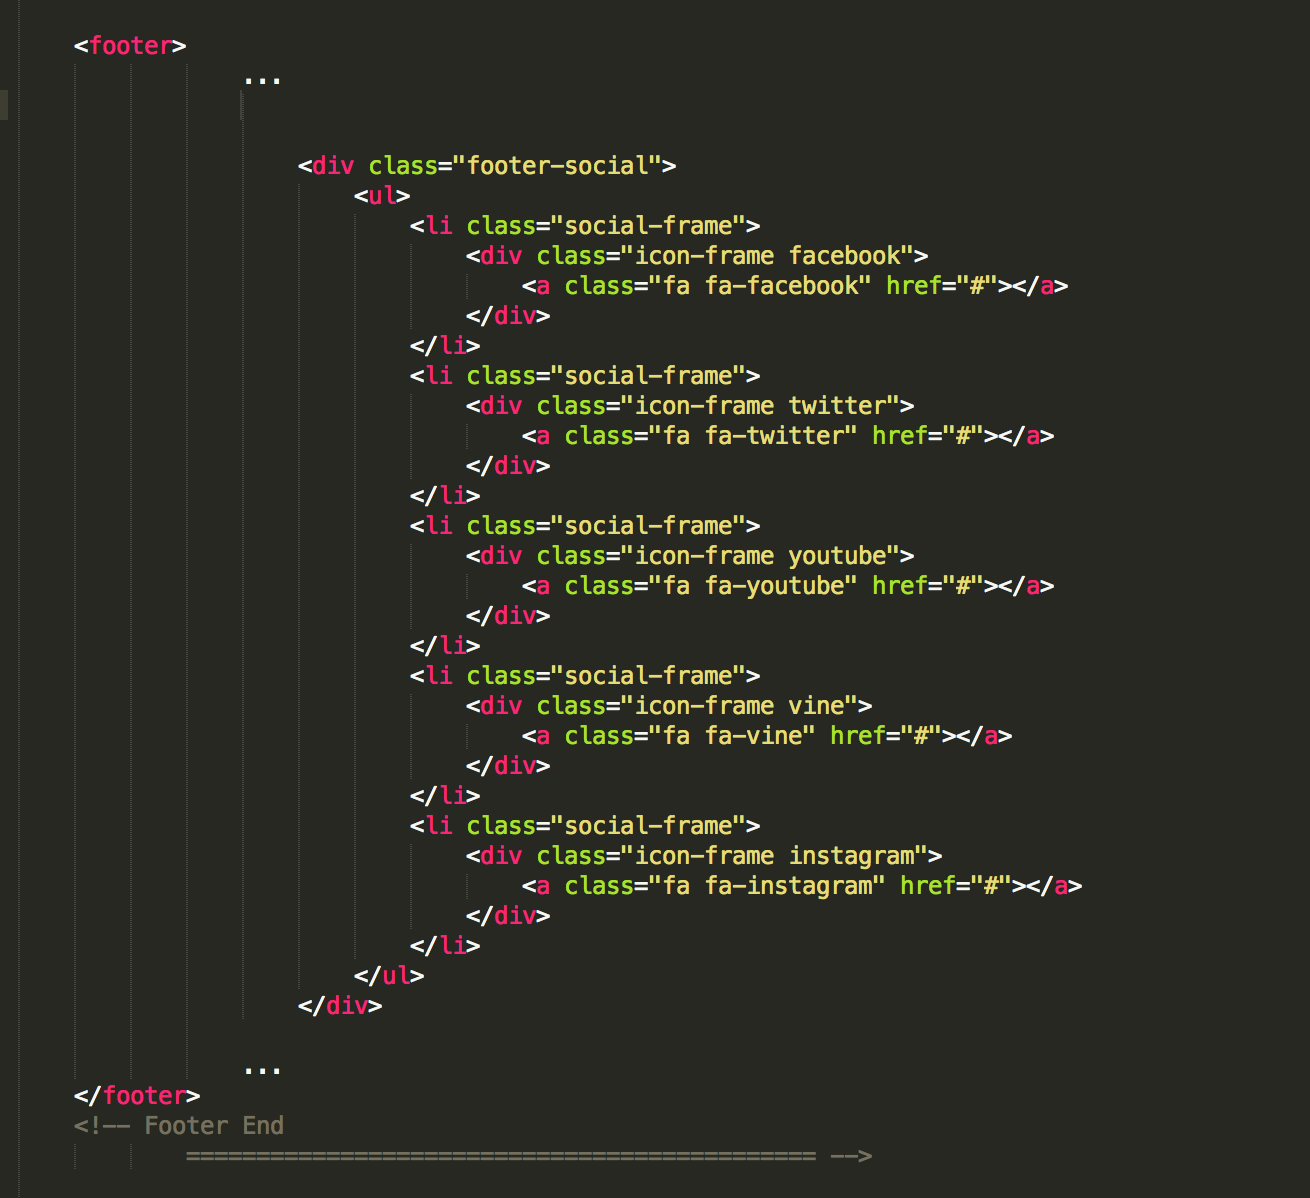 <footer>
...
<div class="footer-social">
<ul>
<li class="social-frame">
<div class="icon-frame facebook">
<a class="fa fa-facebook" href="#"></a>
</div>
</li>
<li class="social-frame">
<div class="icon-frame twitter">
<a class="fa fa-twitter" href="#"></a>
</div>
</li>
<li class="social-frame">
<div class="icon-frame youtube">
<a class="fa fa-youtube" href="#"></a>
</div>
</li>
<li class="social-frame">
<div class="icon-frame vine">
<a class="fa fa-vine" href="#"></a>
</div>
</li>
<li class="social-frame">
<div class="icon-frame instagram">
<a class="fa fa-instagram" href="#"></a>
</div>
</li>
</ul>
</div>
...
</footer>
<!-- Footer End
============================================= -->